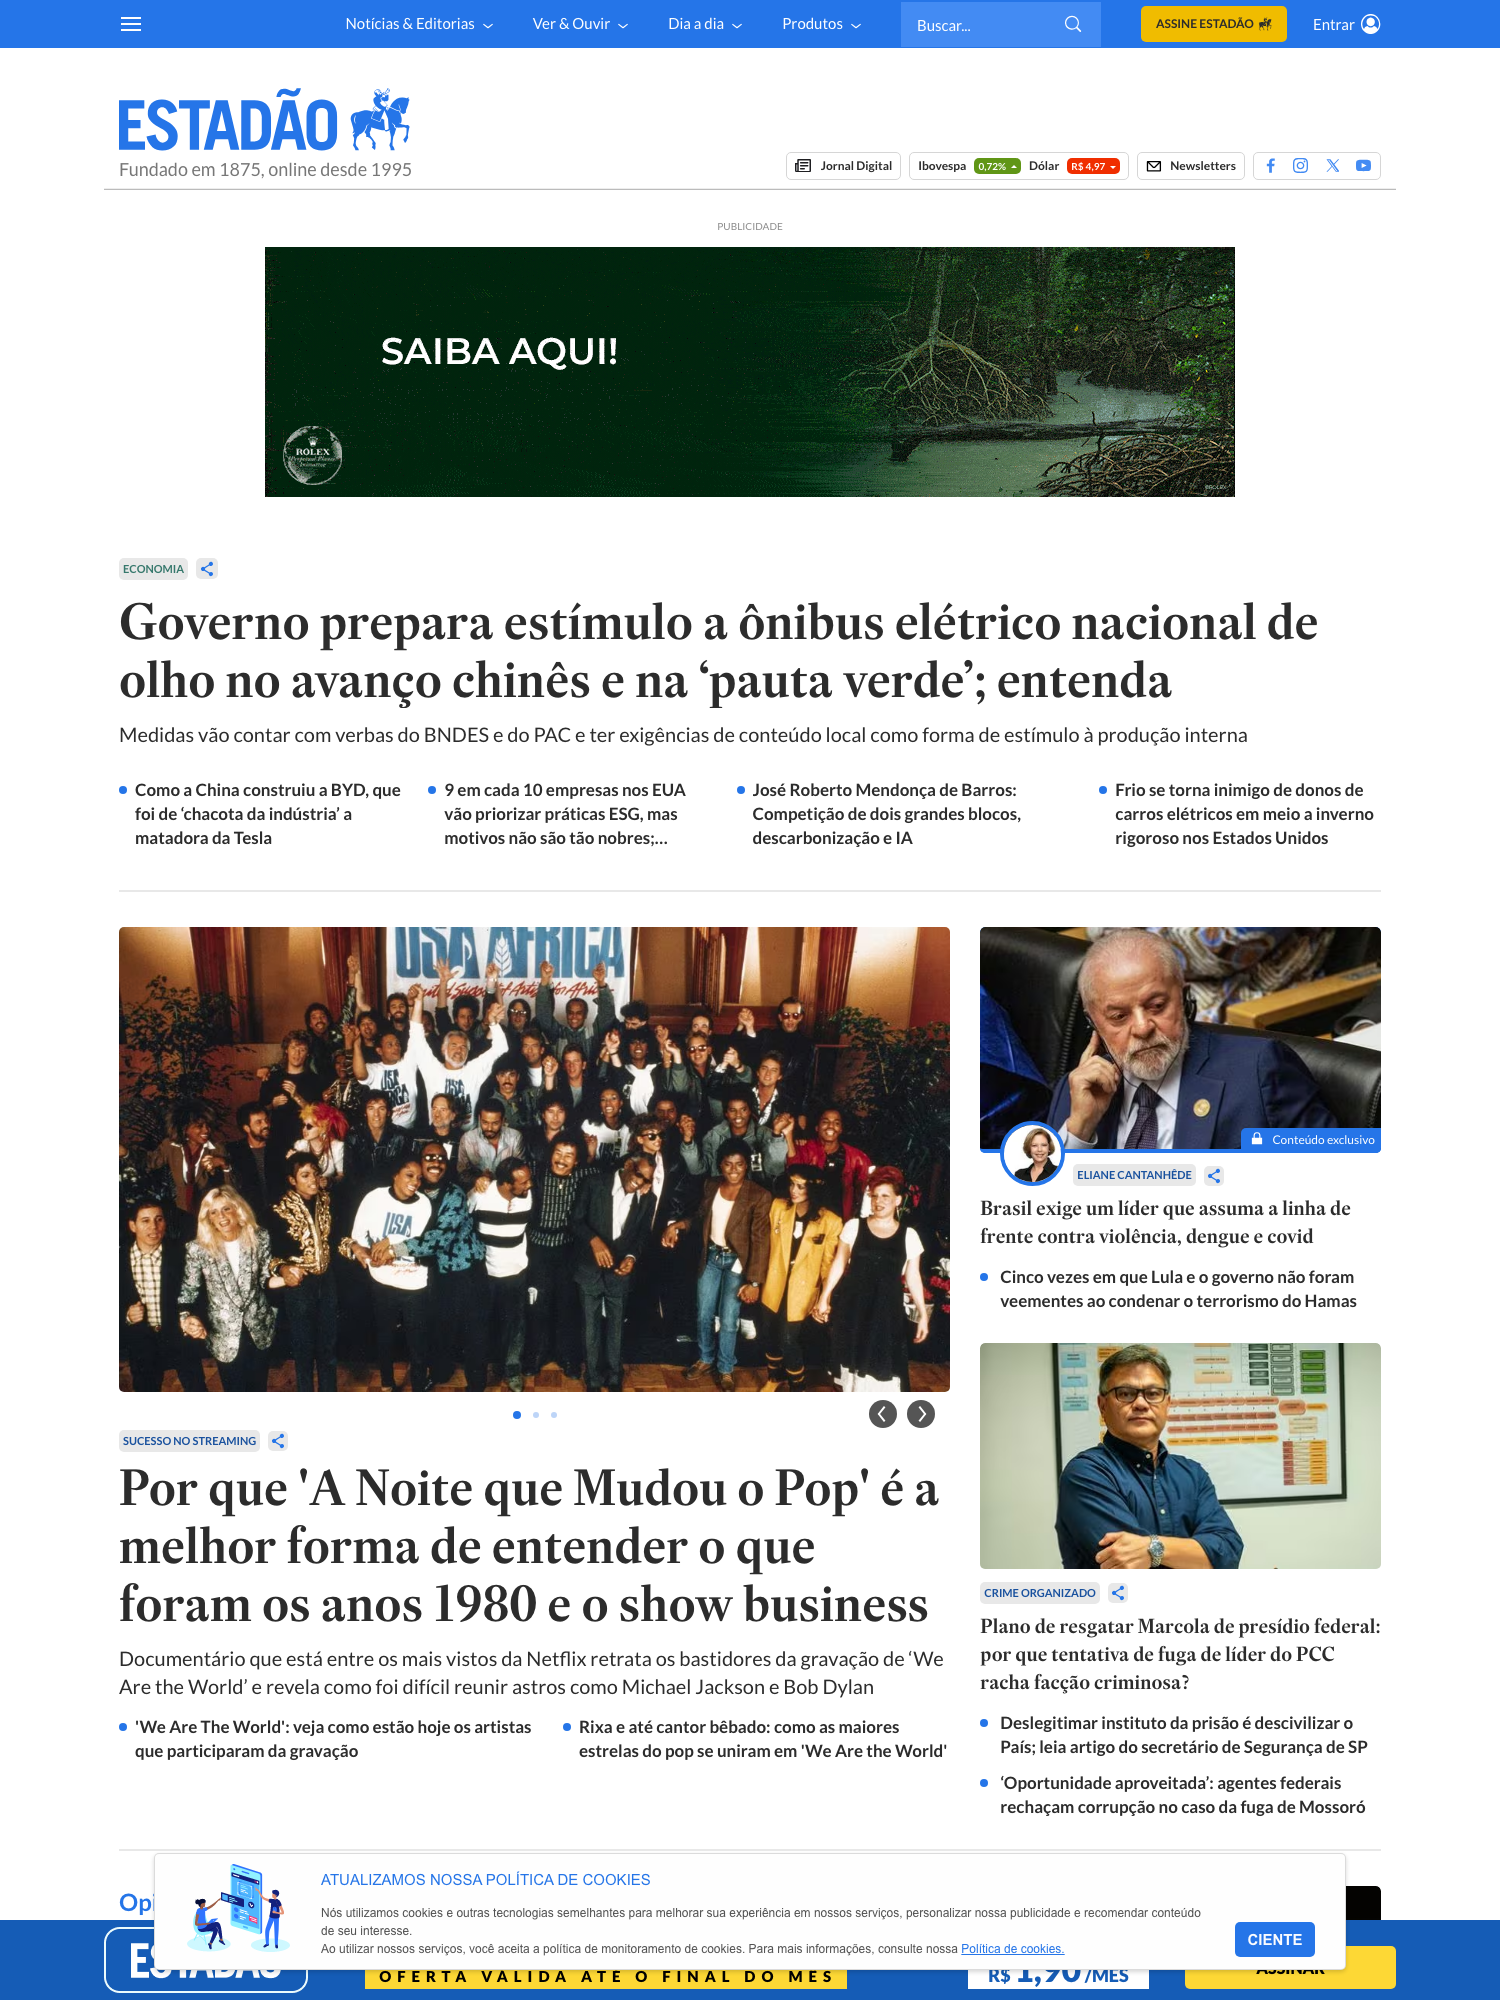 Notícias & Editorias
Ver & Ouvir
Dia a dia
Produtos
Buscar...
ASSINE ESTADÃO
Entrar
ESTADÃO
Fundado em 1875, online desde 1995
Jornal Digital
Ibovespa 0,72% Dólar R$ 4,97
Newsletters
PUBLICIDADE
SAIBA AQUI!
ROLEX
Perpetual Planet
Initiative
©ROLEX
ECONOMIA
Governo prepara estímulo a ônibus elétrico nacional de
olho no avanço chinês e na ‘pauta verde’; entenda
Medidas vão contar com verbas do BNDES e do PAC e ter exigências de conteúdo local como forma de estímulo à produção interna
Como a China construiu a BYD, que
foi de ‘chacota da indústria’ a
matadora da Tesla
9 em cada 10 empresas nos EUA
vão priorizar práticas ESG, mas
motivos não são tão nobres;...
José Roberto Mendonça de Barros:
Competição de dois grandes blocos,
descarbonização e IA
Frio se torna inimigo de donos de
carros elétricos em meio a inverno
rigoroso nos Estados Unidos
USA AFRICA
United Support of Artists for Africa
SUCESSO NO STREAMING
Por que 'A Noite que Mudou o Pop' é a
melhor forma de entender o que
foram os anos 1980 e o show business
Documentário que está entre os mais vistos da Netflix retrata os bastidores da gravação de ‘We
Are the World’ e revela como foi difícil reunir astros como Michael Jackson e Bob Dylan
'We Are The World': veja como estão hoje os artistas
que participaram da gravação
Rixa e até cantor bêbado: como as maiores
estrelas do pop se uniram em 'We Are the World'
Conteúdo exclusivo
ELIANE CANTANHÊDE
Brasil exige um líder que assuma a linha de
frente contra violência, dengue e covid
Cinco vezes em que Lula e o governo não foram
veementes ao condenar o terrorismo do Hamas
CRIME ORGANIZADO
Plano de resgatar Marcola de presídio federal:
por que tentativa de fuga de líder do PCC
racha facção criminosa?
Deslegitimar instituto da prisão é descivilizar o
País; leia artigo do secretário de Segurança de SP
‘Oportunidade aproveitada’: agentes federais
rechaçam corrupção no caso da fuga de Mossoró
Opi
ATUALIZAMOS NOSSA POLÍTICA DE COOKIES
Nós utilizamos cookies e outras tecnologias semelhantes para melhorar sua experiência em nossos serviços, personalizar nossa publicidade e recomendar conteúdo
de seu interesse.
Ao utilizar nossos serviços, você aceita a política de monitoramento de cookies. Para mais informações, consulte nossa Política de cookies.
CIENTE
ESTADÃO
OFERTA VÁLIDA ATÉ O FINAL DO MÊS
R$ 1,90/MÊS
ASSINAR